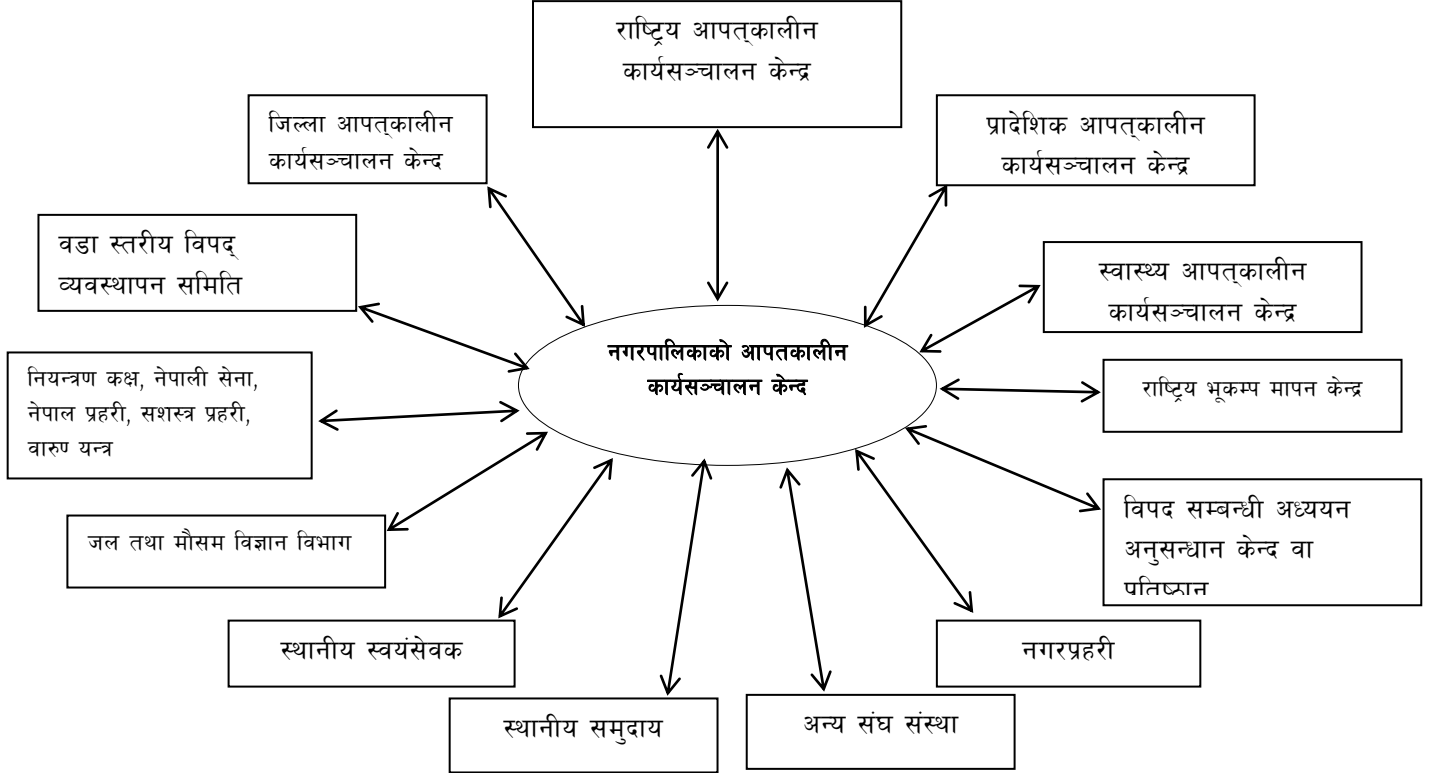 राष्ट्रिय आपत्कालीन
कार्यसञ्चालन केन्द्र
जिल्ला आपत्कालीन
कार्यसञ्चालन केन्द
प्रादेशिक आपत्कालीन
कार्यसञ्चालन केन्द्र
वडा स्तरीय विपद्
व्यवस्थापन समिति
स्वास्थ्य आपत्कालीन
कार्यसञ्चालन केन्द्र
नगरपालिकाको आपतकालीन
कार्यसञ्चालन केन्द
नियन्त्रण कक्ष, नेपाली सेना,
नेपाल प्रहरी, सशस्त्र प्रहरी,
वारुण यन्त्र
राष्ट्रिय भूकम्प मापन केन्द्र
जल तथा मौसम विज्ञान विभाग
विपद सम्बन्धी अध्ययन
अनुसन्धान केन्द वा
स्थानीय स्वयंसेवक
नगरप्रहरी
स्थानीय समुदाय
अन्य संघ संस्था